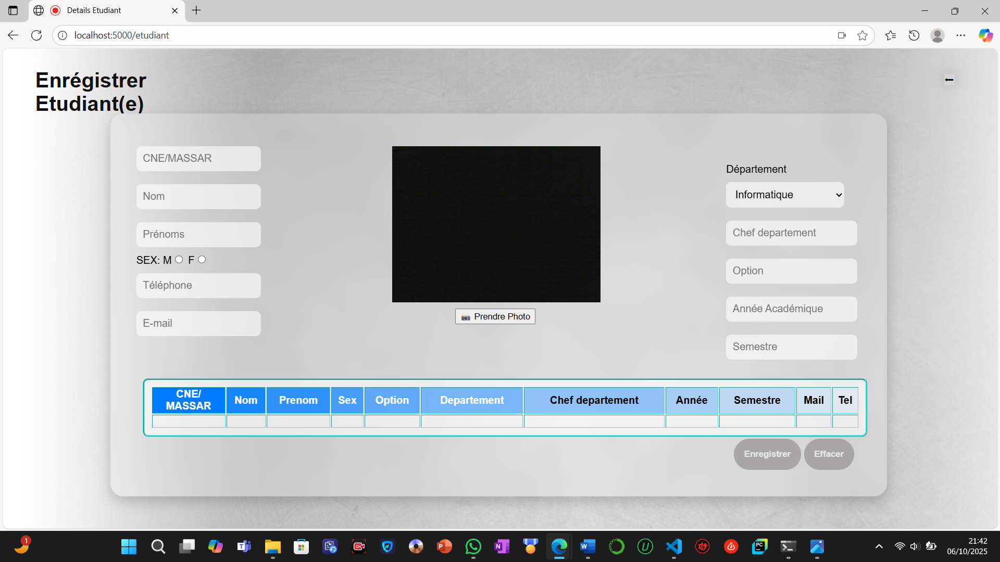 Details Etudiant
localhost:5000/etudiant
Enrégistrer
Etudiant(e)
CNE/MASSAR
Nom
Prénoms
SEX: M F
Téléphone
E-mail
Prendre Photo
Département
Informatique
Chef departement
Option
Année Académique
Semestre
CNE/
MASSAR
Nom
Prenom
Sex
Option
Departement
Chef departement
Année
Semestre
Mail
Tel
Enregistrer
Effacer
1
21:42
06/10/2025